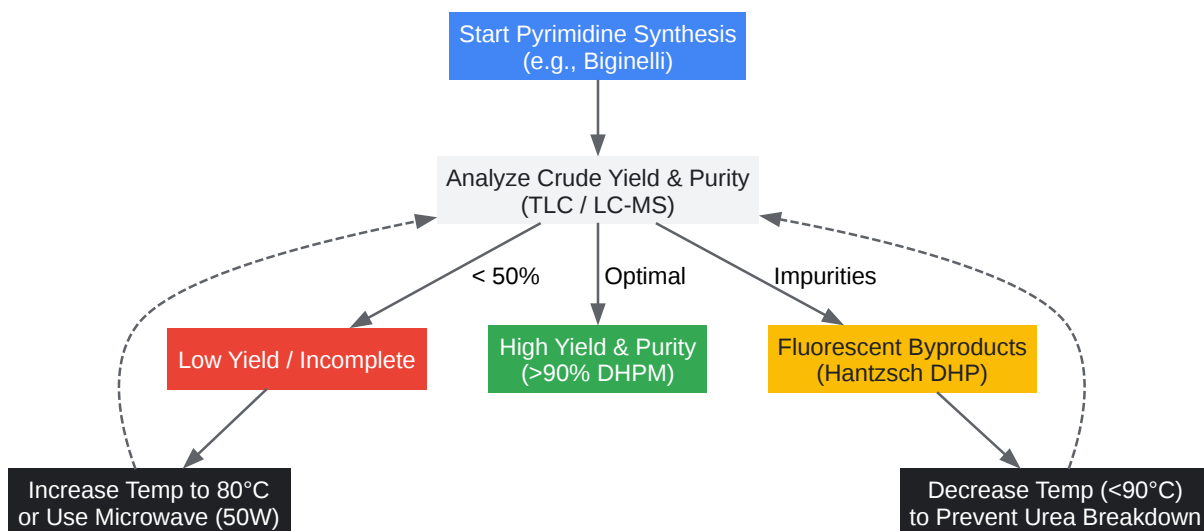 Start Pyrimidine Synthesis
(e.g., Biginelli)
Analyze Crude Yield & Purity
(TLC / LC-MS)
< 50%
Optimal
Impurities
Low Yield / Incomplete
High Yield & Purity
(>90% DHPM)
Fluorescent Byproducts
(Hantzsch DHP)
Increase Temp to 80°C
or Use Microwave (50W)
Decrease Temp (<90°C)
to Prevent Urea Breakdown